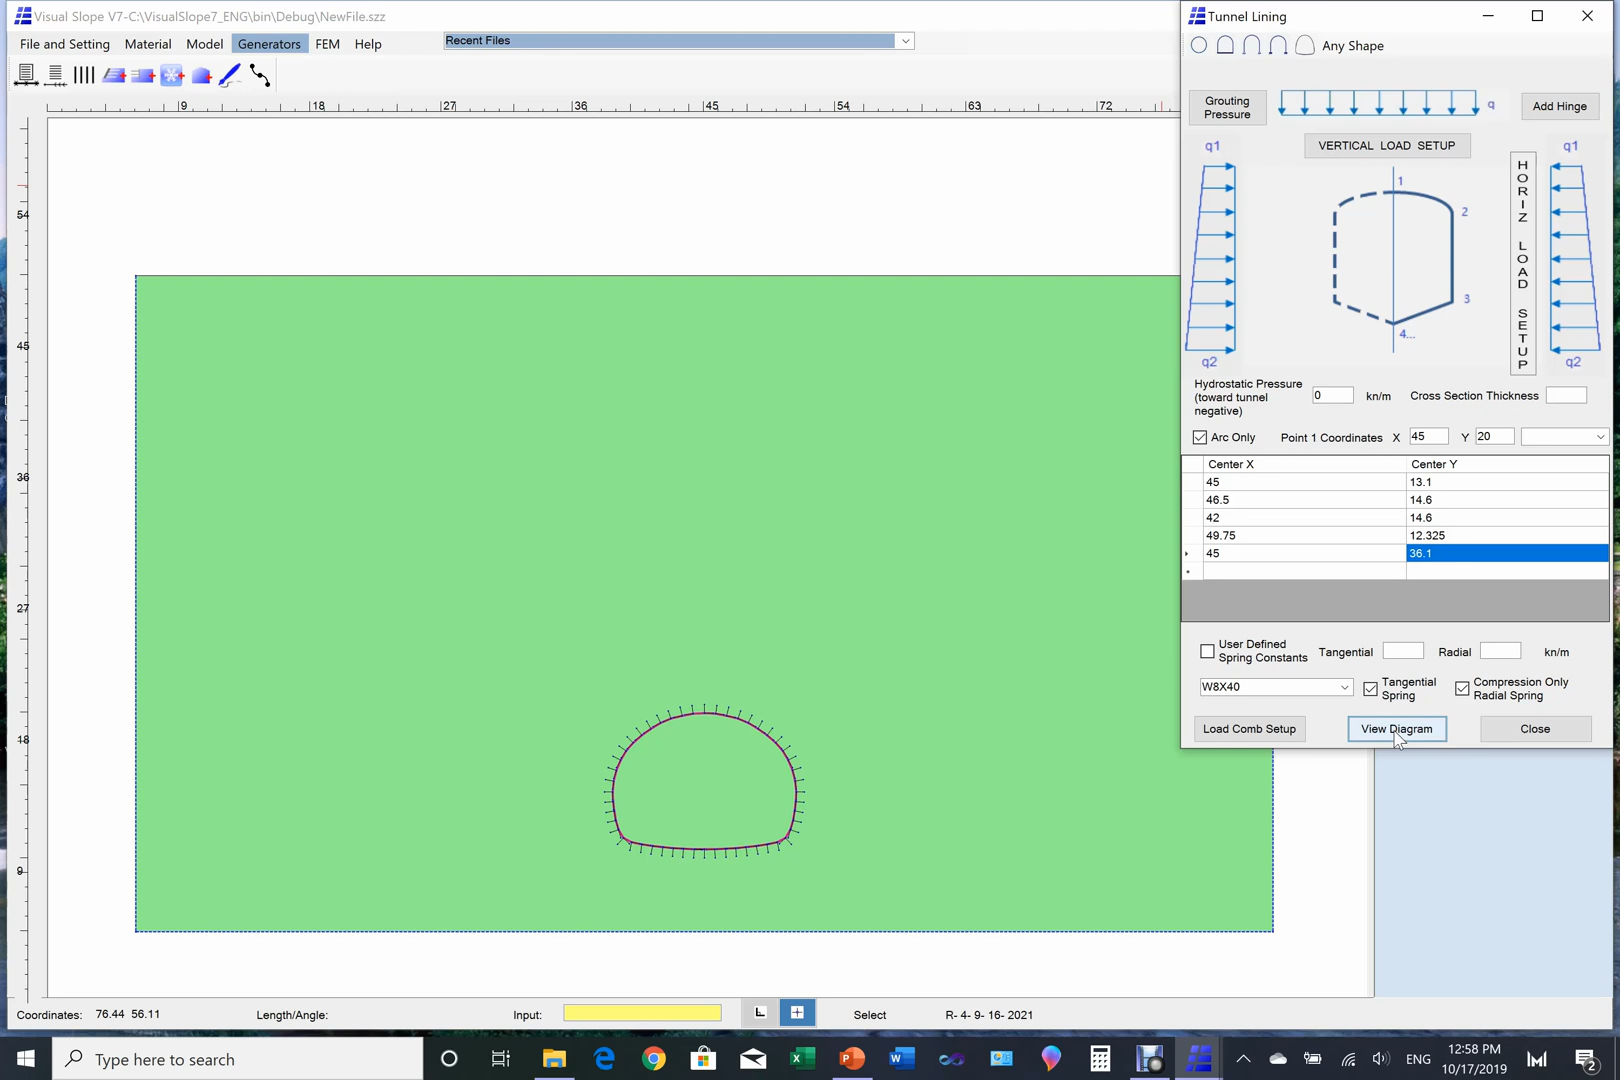 Visual Slope V7-C:\VisualSlope7_ENG\bin\Debug\NewFile.szz
File and Setting Material Model Generators FEM Help
Recent Files
9 18 27 36 45 54 63 72
54
45
36
27
18
9
Tunnel Lining
Any Shape
Grouting
Pressure
q
Add Hinge
VERTICAL LOAD SETUP
q1
q1
HORIZ LOAD SETUP
1
2
3
4...
q2
q2
Hydrostatic Pressure
(toward tunnel
negative)
0 kn/m Cross Section Thickness
Arc Only Point 1 Coordinates X 45 Y 20
Center X Center Y
45 13.1
46.5 14.6
42 14.6
49.75 12.325
45 36.1
User Defined
Spring Constants
Tangential Radial kn/m
W8X40
Tangential
Spring
Compression Only
Radial Spring
Load Comb Setup View Diagram Close
Coordinates: 76.44 56.11 Length/Angle: Input: Select R- 4- 9- 16- 2021
Type here to search
ENG
12:58 PM
10/17/2019
2